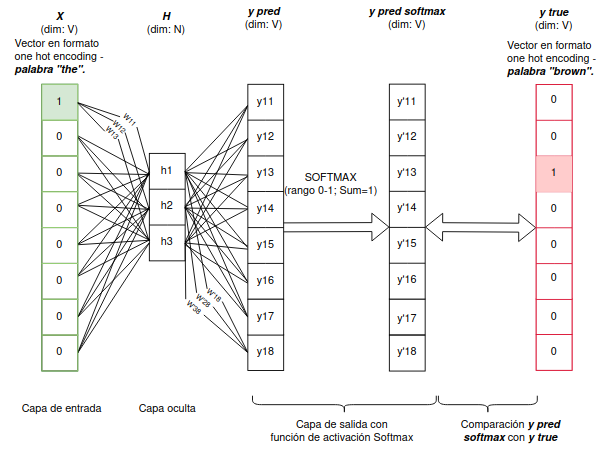 X
(dim: V)
Vector en formato
one hot encoding -
palabra "the".
1
0
0
0
0
0
0
0
Capa de entrada
W11
W12
W13
H
(dim: N)
h1
h2
h3
Capa oculta
W'18
W'28
W'38
y pred
(dim: V)
y11
y12
y13
y14
y15
y16
y17
y18
SOFTMAX
(rango 0-1; Sum=1)
y pred softmax
(dim: V)
y'11
y'12
y'13
y'14
y'15
y'16
y'17
y'18
Capa de salida con
función de activación Softmax
y true
(dim: V)
Vector en formato
one hot encoding -
palabra "brown".
0
0
1
0
0
0
0
0
Comparación y pred
softmax con y true